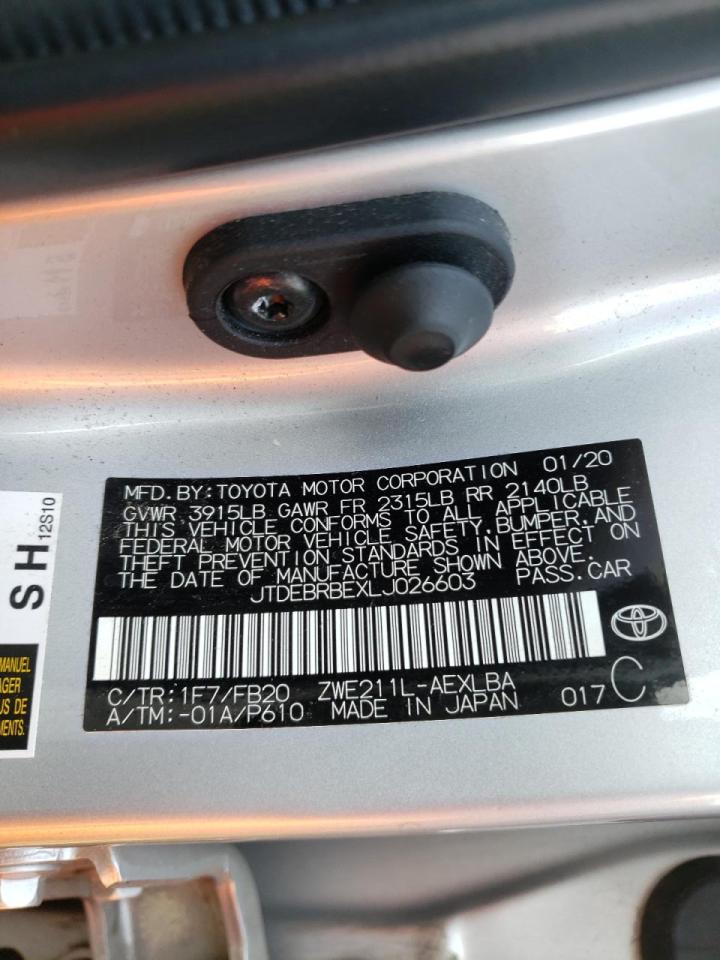 MFD.BY:TOYOTA MOTOR CORPORATION 01/20
GVWR 3915LB GAWR FR 2315LB RR 2140LB
THIS VEHICLE CONFORMS TO ALL APPLICABLE
FEDERAL MOTOR VEHICLE SAFETY,BUMPER,AND
THEFT PREVENTION STANDARDS IN EFFECT ON
THE DATE OF MANUFACTURE SHOWN ABOVE.
JTDEBRBEXLJ026603 PASS.CAR
C/TR:1F7/FB20 ZWE211L-AEXLBA
A/TM:-01A/P610 MADE IN JAPAN 017 C
SH
12S10
MANUEL
AGER
US DE
MENTS.